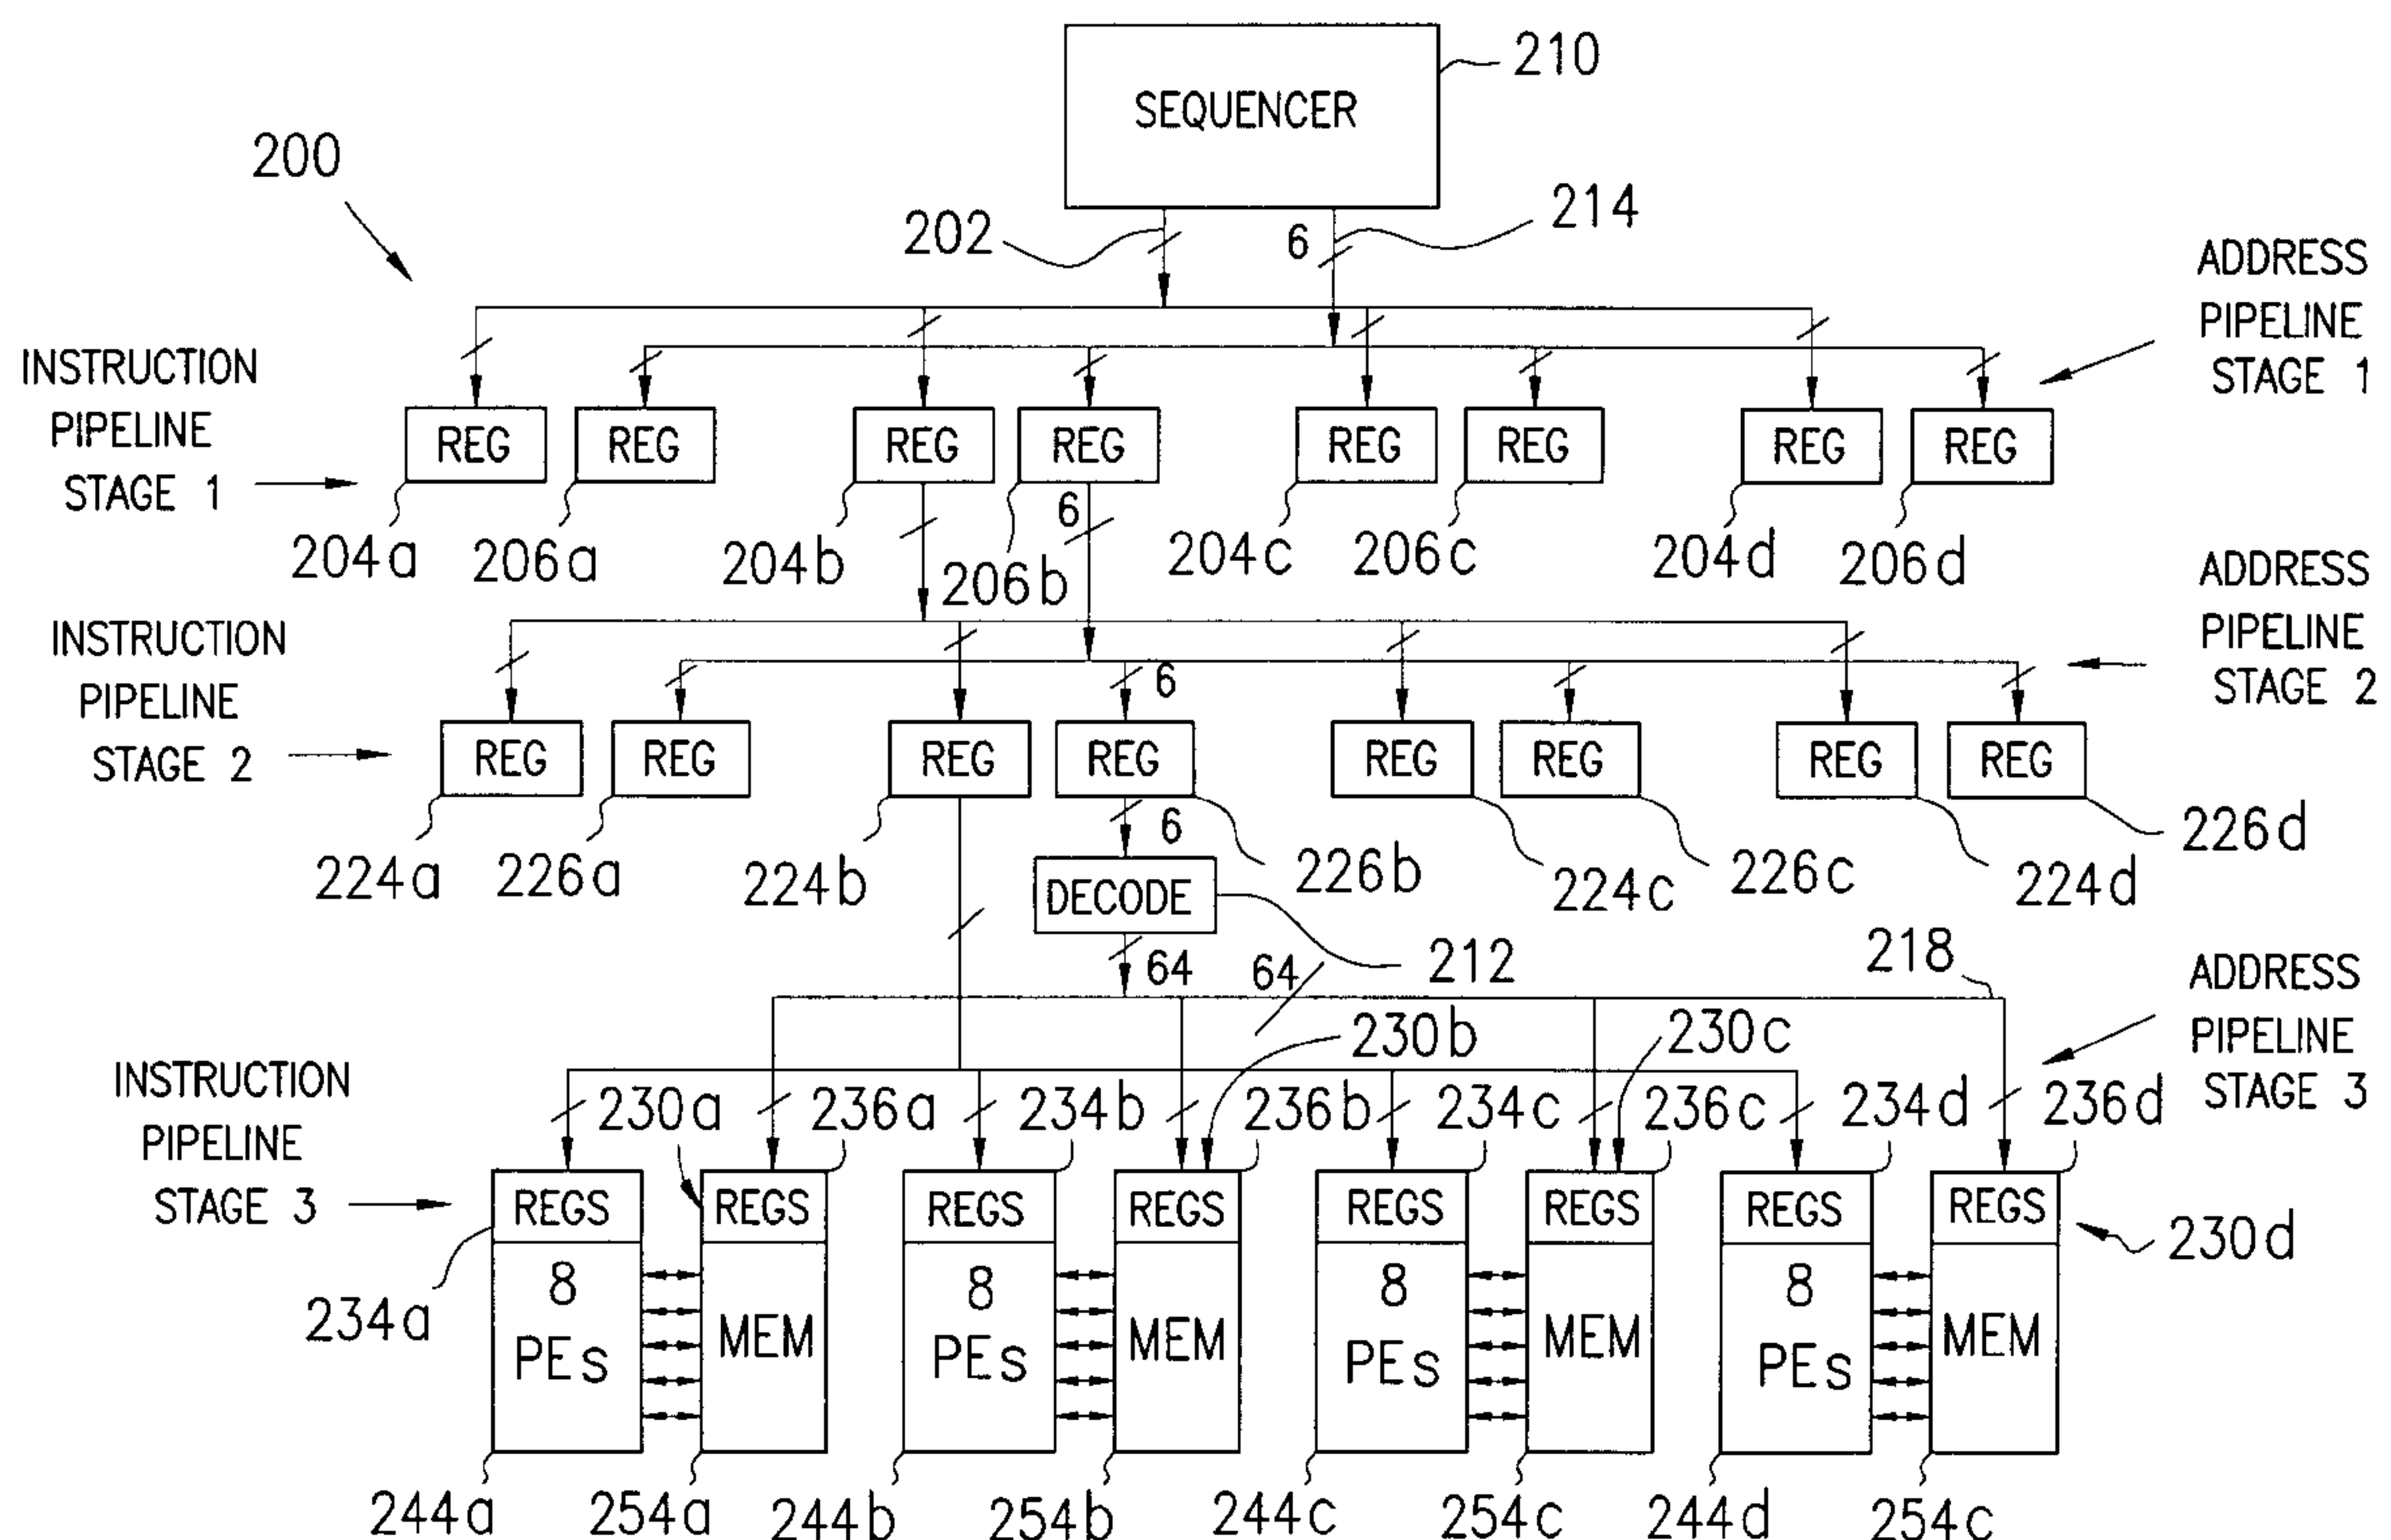 SEQUENCER
210
200
202
6
214
ADDRESS
PIPELINE
STAGE 1
INSTRUCTION
PIPELINE
STAGE 1
REG
REG
REG
REG
REG
REG
REG
REG
204a
206a
204b
206b
6
204c
206c
204d
206d
ADDRESS
PIPELINE
STAGE 2
INSTRUCTION
PIPELINE
STAGE 2
6
REG
REG
REG
REG
REG
REG
REG
REG
224a
226a
224b
6
226b
224c
226c
224d
226d
DECODE
212
64
64
218
ADDRESS
PIPELINE
STAGE 3
INSTRUCTION
PIPELINE
STAGE 3
230a
236a
234b
230b
236b
234c
230c
236c
234d
236d
REGS
REGS
REGS
REGS
REGS
REGS
REGS
REGS
230d
234a
8
PEs
MEM
8
PEs
MEM
8
PEs
MEM
8
PEs
MEM
244a
254a
244b
254b
244c
254c
244d
254c